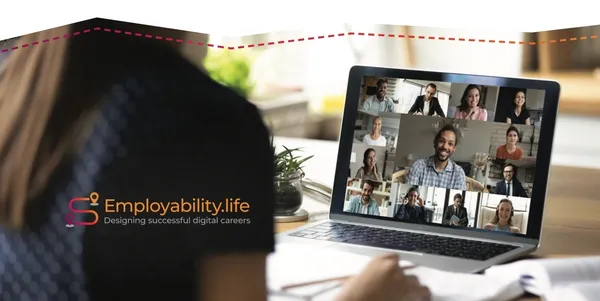 Employability.life
Designing successful digital careers